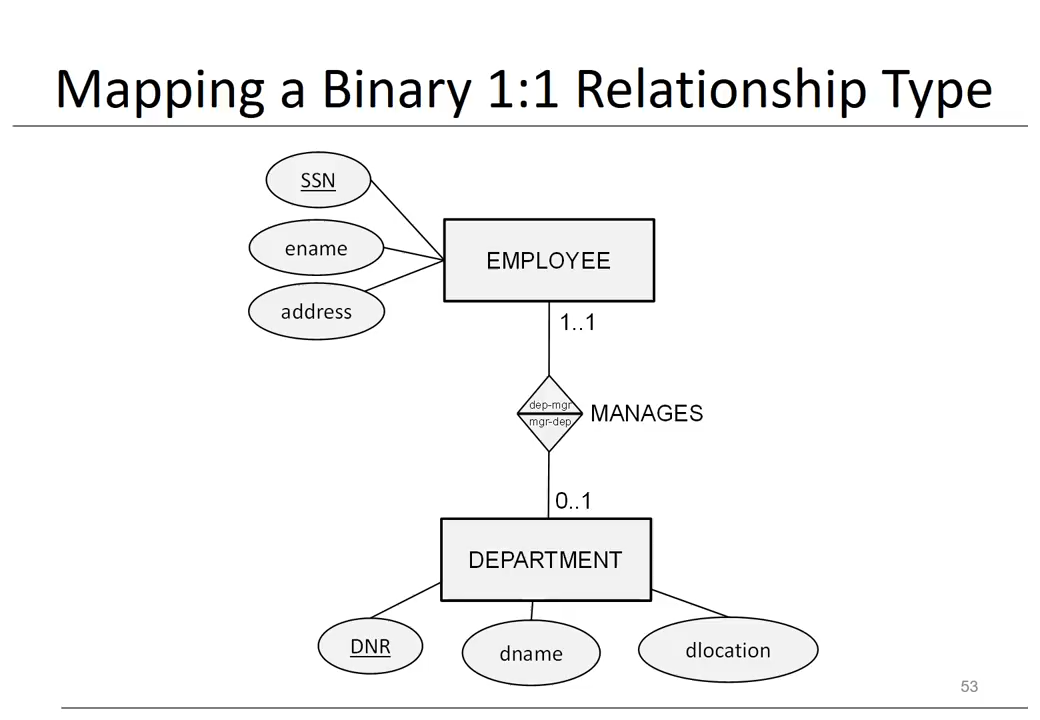 Mapping a Binary 1:1 Relationship Type
SSN
ename
address
EMPLOYEE
1..1
dep-mgr
mgr-dep
MANAGES
0..1
DEPARTMENT
DNR
dname
dlocation
53